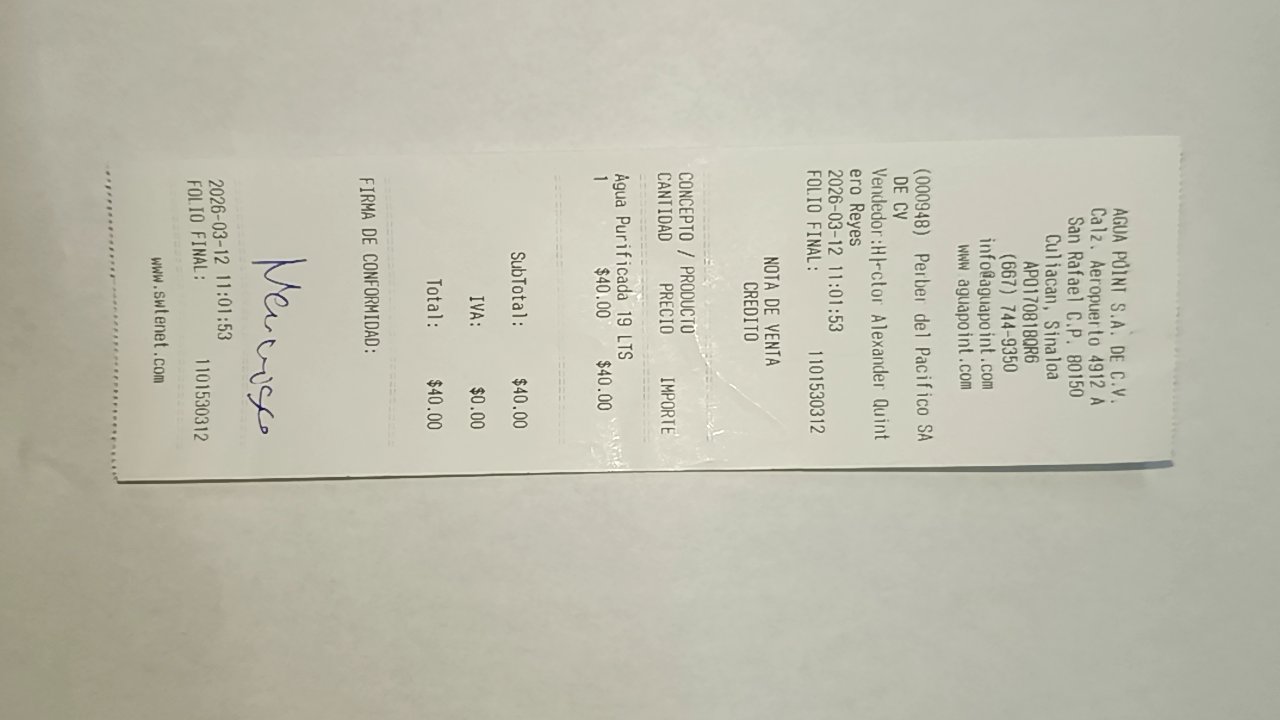 AGUA POINT S.A. DE C.V.
Calz. Aeropuerto 4912 A
San Rafael C.P. 80150
Culiacan, Sinaloa
APO170818QR6
(667) 744-9350
info@aguapoint.com
www aguapoint.com
(000948) Perber del Pacifico SA
DE CV
Vendedor:H├⌐ctor Alexander Quint
ero Reyes
2026-03-12 11:01:53
FOLIO FINAL: 1101530312
NOTA DE VENTA
CREDITO
CONCEPTO / PRODUCTO
CANTIDAD PRECIO IMPORTE
Agua Purificada 19 LTS
1 $40.00 $40.00
SubTotal: $40.00
IVA: $0.00
Total: $40.00
FIRMA DE CONFORMIDAD:
2026-03-12 11:01:53
FOLIO FINAL: 1101530312
www.swtenet.com